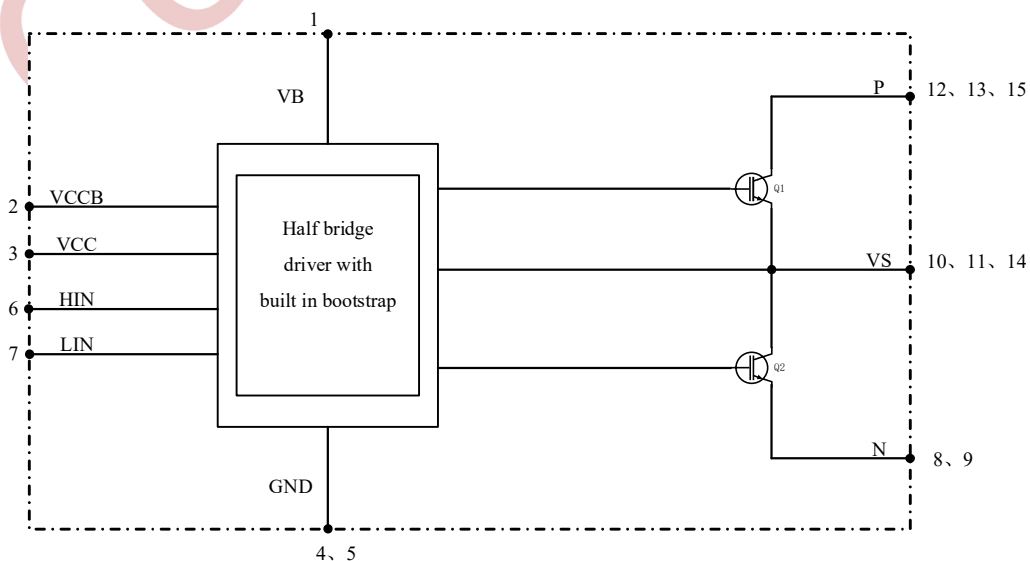 1
VB
P
12、13、15
Q1
2
VCCB
3
VCC
Half bridge
driver with
built in bootstrap
VS
10、11、14
6
HIN
7
LIN
Q2
N
8、9
GND
4、5